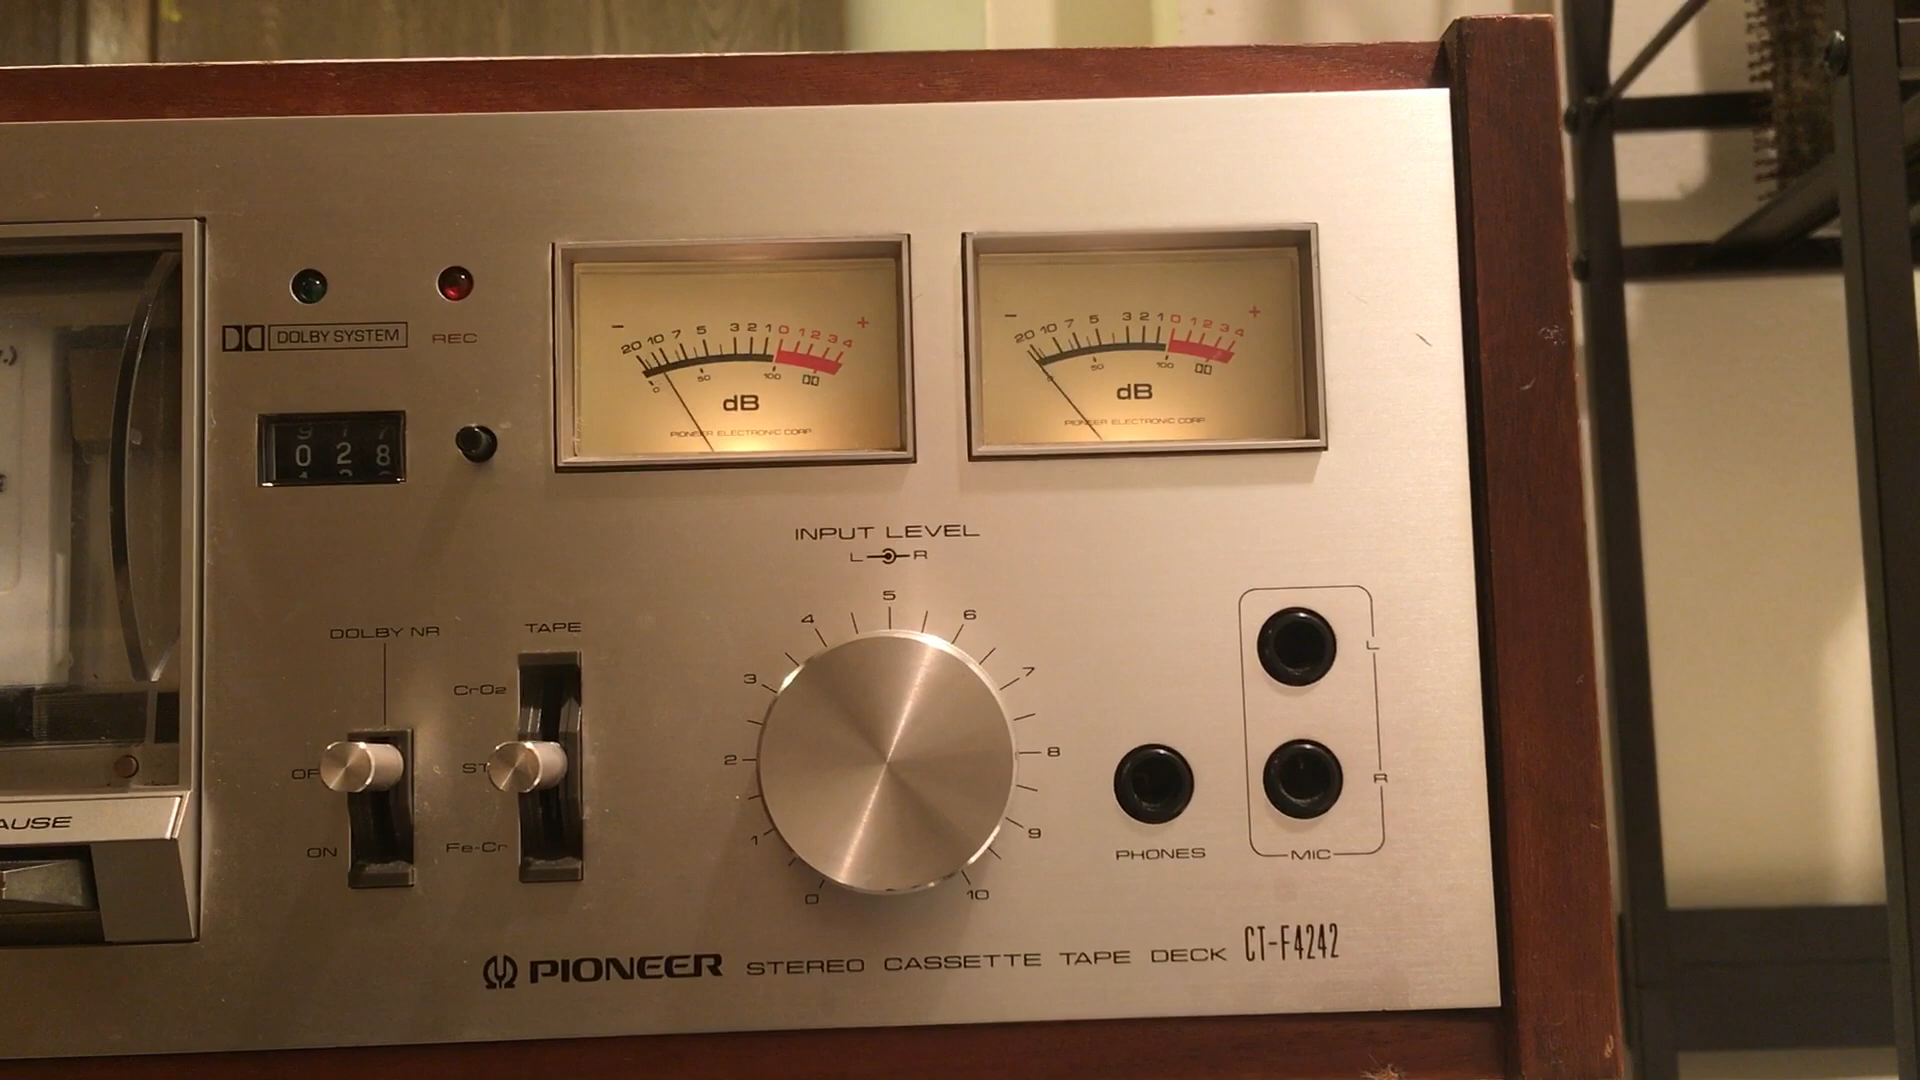 DOLBY SYSTEM
REC
028
− 20 10 7 5 3 2 1 0 1 2 3 4 +
0 50 100
dB
PIONEER ELECTRONIC CORP
− 20 10 7 5 3 2 1 0 1 2 3 4 +
0 50 100
dB
PIONEER ELECTRONIC CORP
INPUT LEVEL
L R
0 1 2 3 4 5 6 7 8 9 10
DOLBY NR
ON
TAPE
CrO2
ST
Fe-Cr
PHONES
L
R
MIC
PIONEER STEREO CASSETTE TAPE DECK CT-F4242